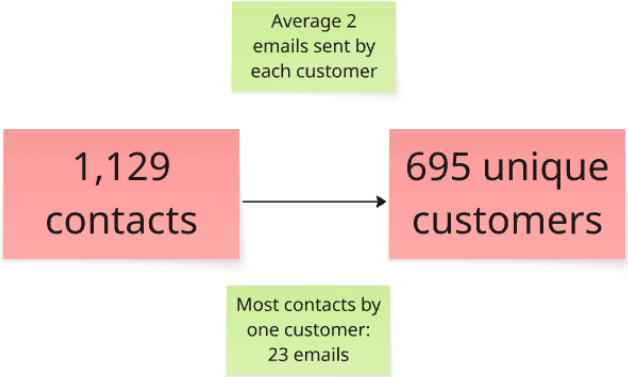 Average 2
emails sent by
each customer
1,129
contacts
695 unique
customers
Most contacts by
one customer:
23 emails